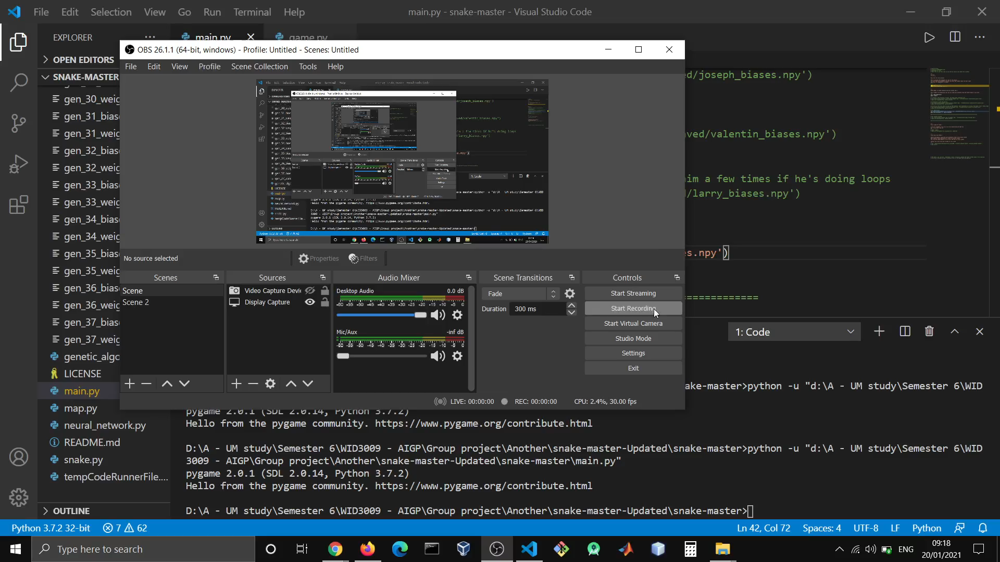 File Edit Selection View Go Run Terminal Help
main.py - snake-master - Visual Studio Code
EXPLORER
main.py
game.py
OPEN EDITORS
SNAKE-MASTER
gen_30_weig
gen_31_biase
gen_31_weig
gen_32_biase
gen_32_weig
gen_33_biase
gen_33_weig
gen_34_biase
gen_34_weig
gen_35_biase
gen_35_weig
gen_36_biase
gen_36_weig
gen_37_biase
gen_37_weig
genetic_algo
LICENSE
main.py
map.py
neural_network.py
README.md
snake.py
tempCodeRunnerFile....
OUTLINE
OBS 26.1.1 (64-bit, windows) - Profile: Untitled - Scenes: Untitled
File Edit View Profile Scene Collection Tools Help
No source selected
Properties Filters
Scenes
Scene
Scene 2
Sources
Video Capture Devi
Display Capture
Audio Mixer
Desktop Audio 0.0 dB
-60 -55 -50 -45 -40 -35 -30 -25 -20 -15 -10 -5 0
Mic/Aux -inf dB
-60 -55 -50 -45 -40 -35 -30 -25 -20 -15 -10 -5 0
Scene Transitions
Fade
Duration 300 ms
Controls
Start Streaming
Start Recording
Start Virtual Camera
Studio Mode
Settings
Exit
LIVE: 00:00:00 REC: 00:00:00 CPU: 2.4%, 30.00 fps
ed/joseph_biases.npy')
ved/valentin_biases.npy')
im a few times if he's doing loops
d/larry_biases.npy')
es.npy')
=============
1: Code
ake-master>python -u "d:\A - UM study\Semester 6\WID
pygame 2.0.1 (SDL 2.0.14, Python 3.7.2)
Hello from the pygame community. https://www.pygame.org/contribute.html
D:\A - UM study\Semester 6\WID3009 - AIGP\Group project\Another\snake-master-Updated\snake-master>python -u "d:\A - UM study\Semester 6\WID
3009 - AIGP\Group project\Another\snake-master-Updated\snake-master\main.py"
pygame 2.0.1 (SDL 2.0.14, Python 3.7.2)
Hello from the pygame community. https://www.pygame.org/contribute.html
D:\A - UM study\Semester 6\WID3009 - AIGP\Group project\Another\snake-master-Updated\snake-master>
Python 3.7.2 32-bit 7 62
Ln 42, Col 72 Spaces: 4 UTF-8 LF Python
Type here to search
ENG
09:18
20/01/2021